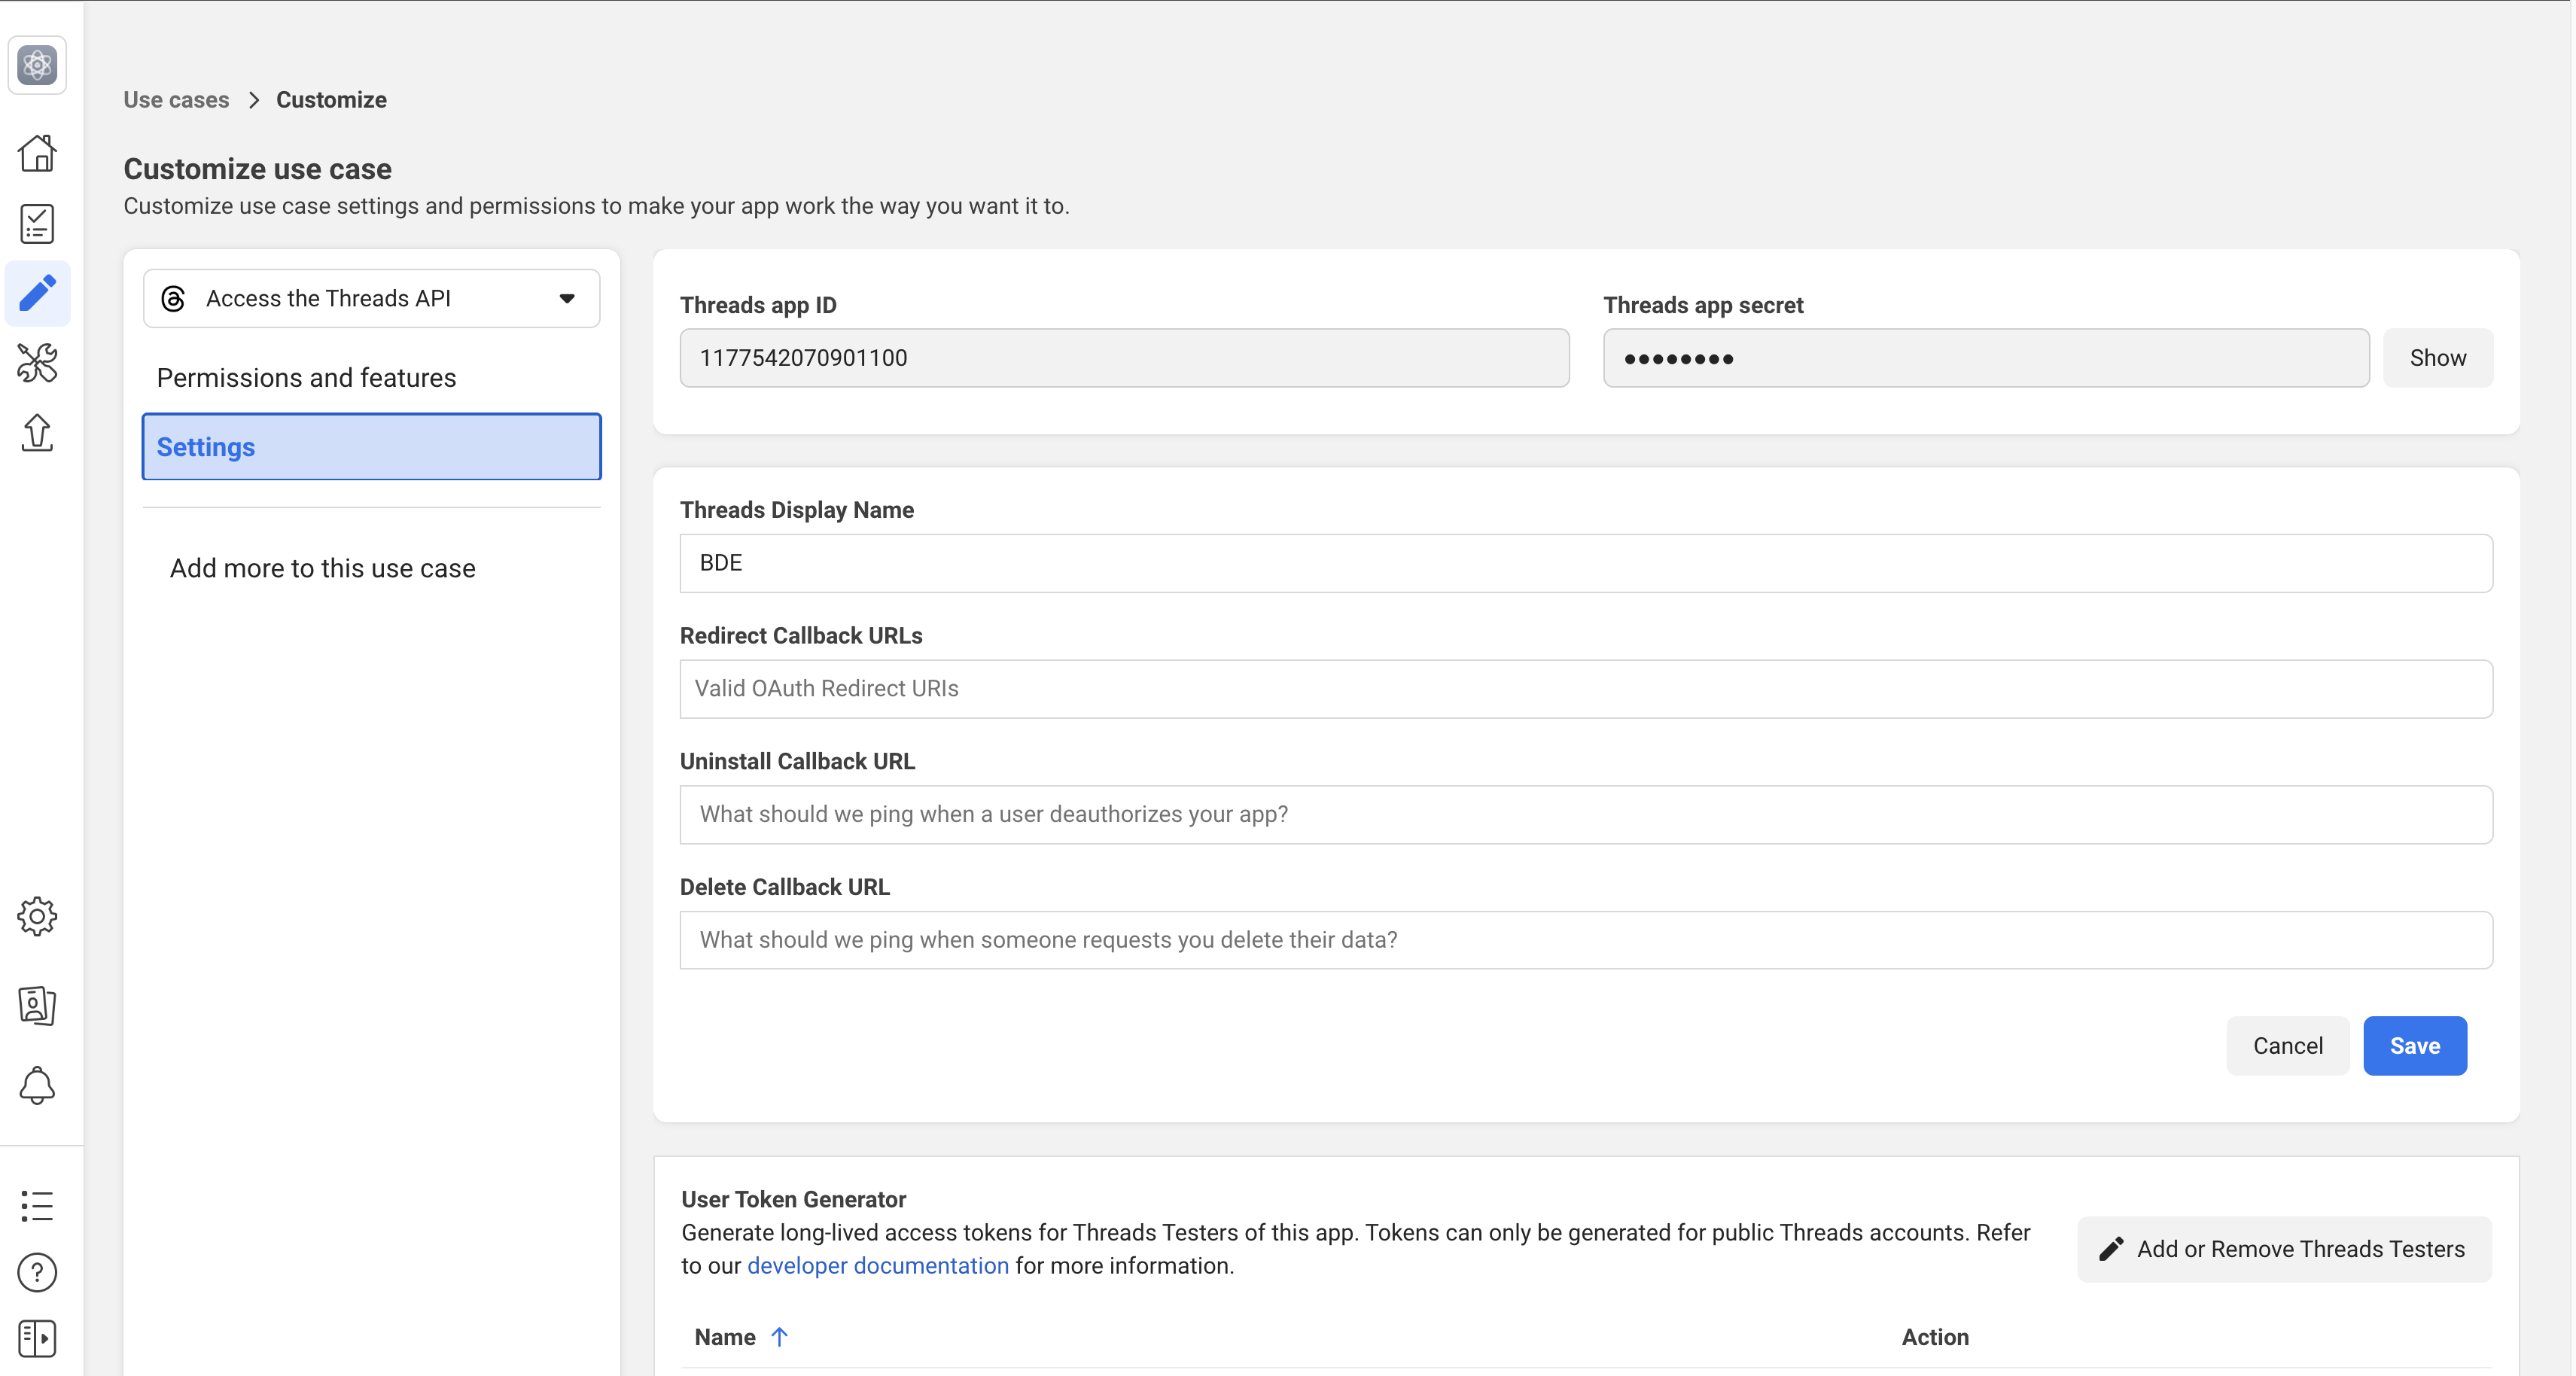 Use cases > Customize
Customize use case
Customize use case settings and permissions to make your app work the way you want it to.
Access the Threads API
Permissions and features
Settings
Add more to this use case
Threads app ID
1177542070901100
Threads app secret
••••••••
Show
Threads Display Name
BDE
Redirect Callback URLs
Valid OAuth Redirect URIs
Uninstall Callback URL
What should we ping when a user deauthorizes your app?
Delete Callback URL
What should we ping when someone requests you delete their data?
Cancel
Save
User Token Generator
Generate long-lived access tokens for Threads Testers of this app. Tokens can only be generated for public Threads accounts. Refer
to our developer documentation for more information.
Add or Remove Threads Testers
Name
Action